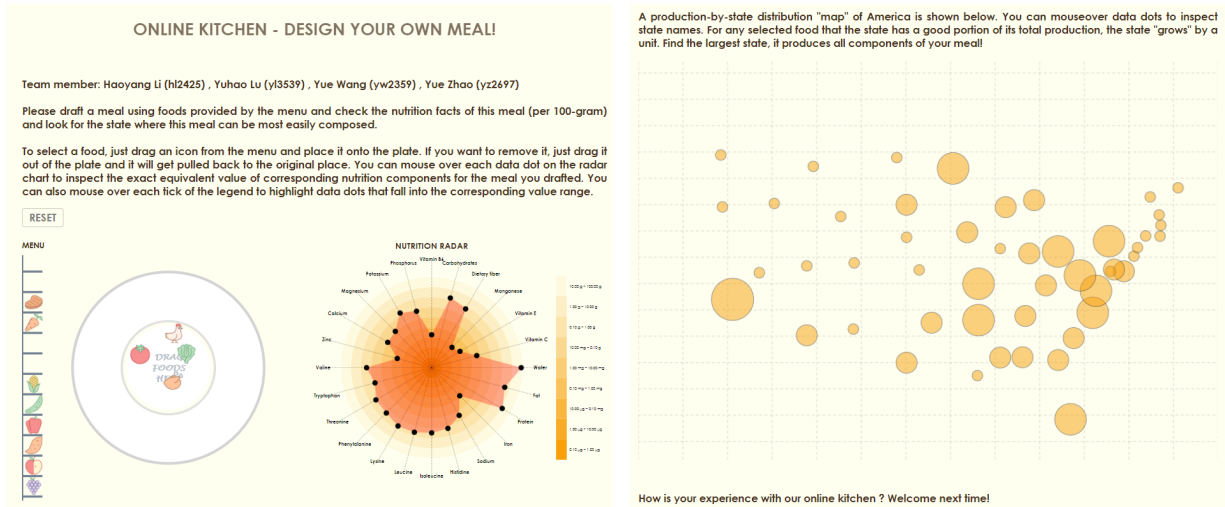 ONLINE KITCHEN - DESIGN YOUR OWN MEAL!
Team member: Haoyang Li (hl2425) , Yuhao Lu (yl3539) , Yue Wang (yw2359) , Yue Zhao (yz2697)
Please draft a meal using foods provided by the menu and check the nutrition facts of this meal (per 100-gram)
and look for the state where this meal can be most easily composed.
To select a food, just drag an icon from the menu and place it onto the plate. If you want to remove it, just drag it
out of the plate and it will get pulled back to the original place. You can mouse over each data dot on the radar
chart to inspect the exact equivalent value of corresponding nutrition components for the meal you drafted. You
can also mouse over each tick of the legend to highlight data dots that fall into the corresponding value range.
RESET
MENU
DRAG
FOODS
NUTRITION RADAR
Vitamin B6
Carbohydrates
Dietary fiber
Manganese
Vitamin E
Vitamin C
Water
Fat
Protein
Iron
Sodium
Histidine
Isoleucine
Leucine
Lysine
Phenylalanine
Threonine
Tryptophan
Valine
Zinc
Calcium
Magnesium
Potassium
Phosphorus
A production-by-state distribution "map" of America is shown below. You can mouseover data dots to inspect
state names. For any selected food that the state has a good portion of its total production, the state "grows" by a
unit. Find the largest state, it produces all components of your meal!
How is your experience with our online kitchen ? Welcome next time!